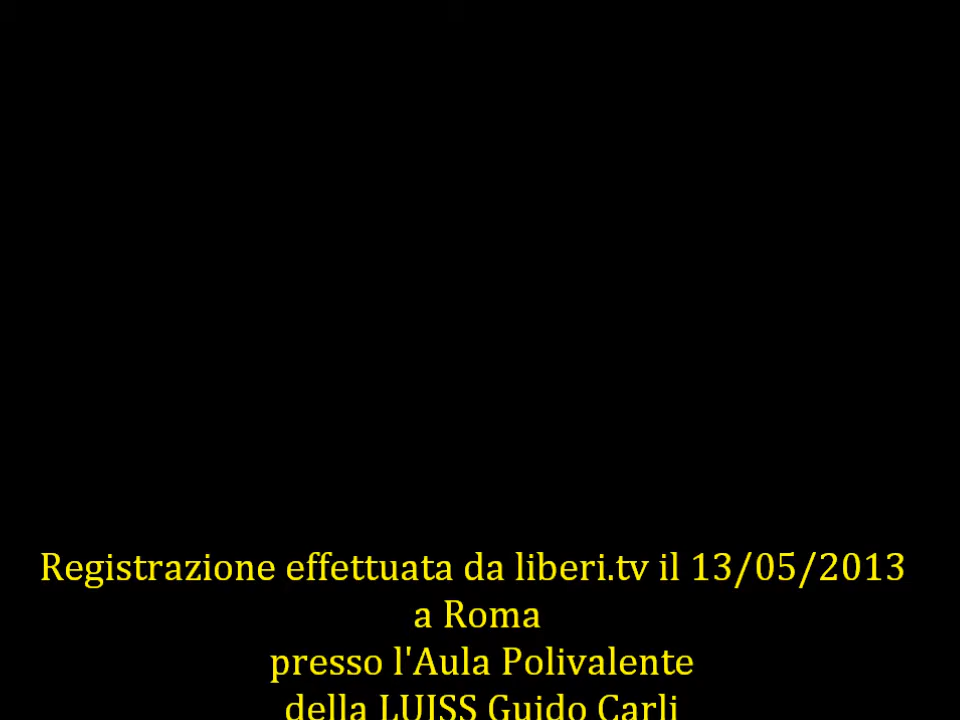 Registrazione effettuata da liberi.tv il 13/05/2013
a Roma
presso l'Aula Polivalente
della LUISS Guido Carli